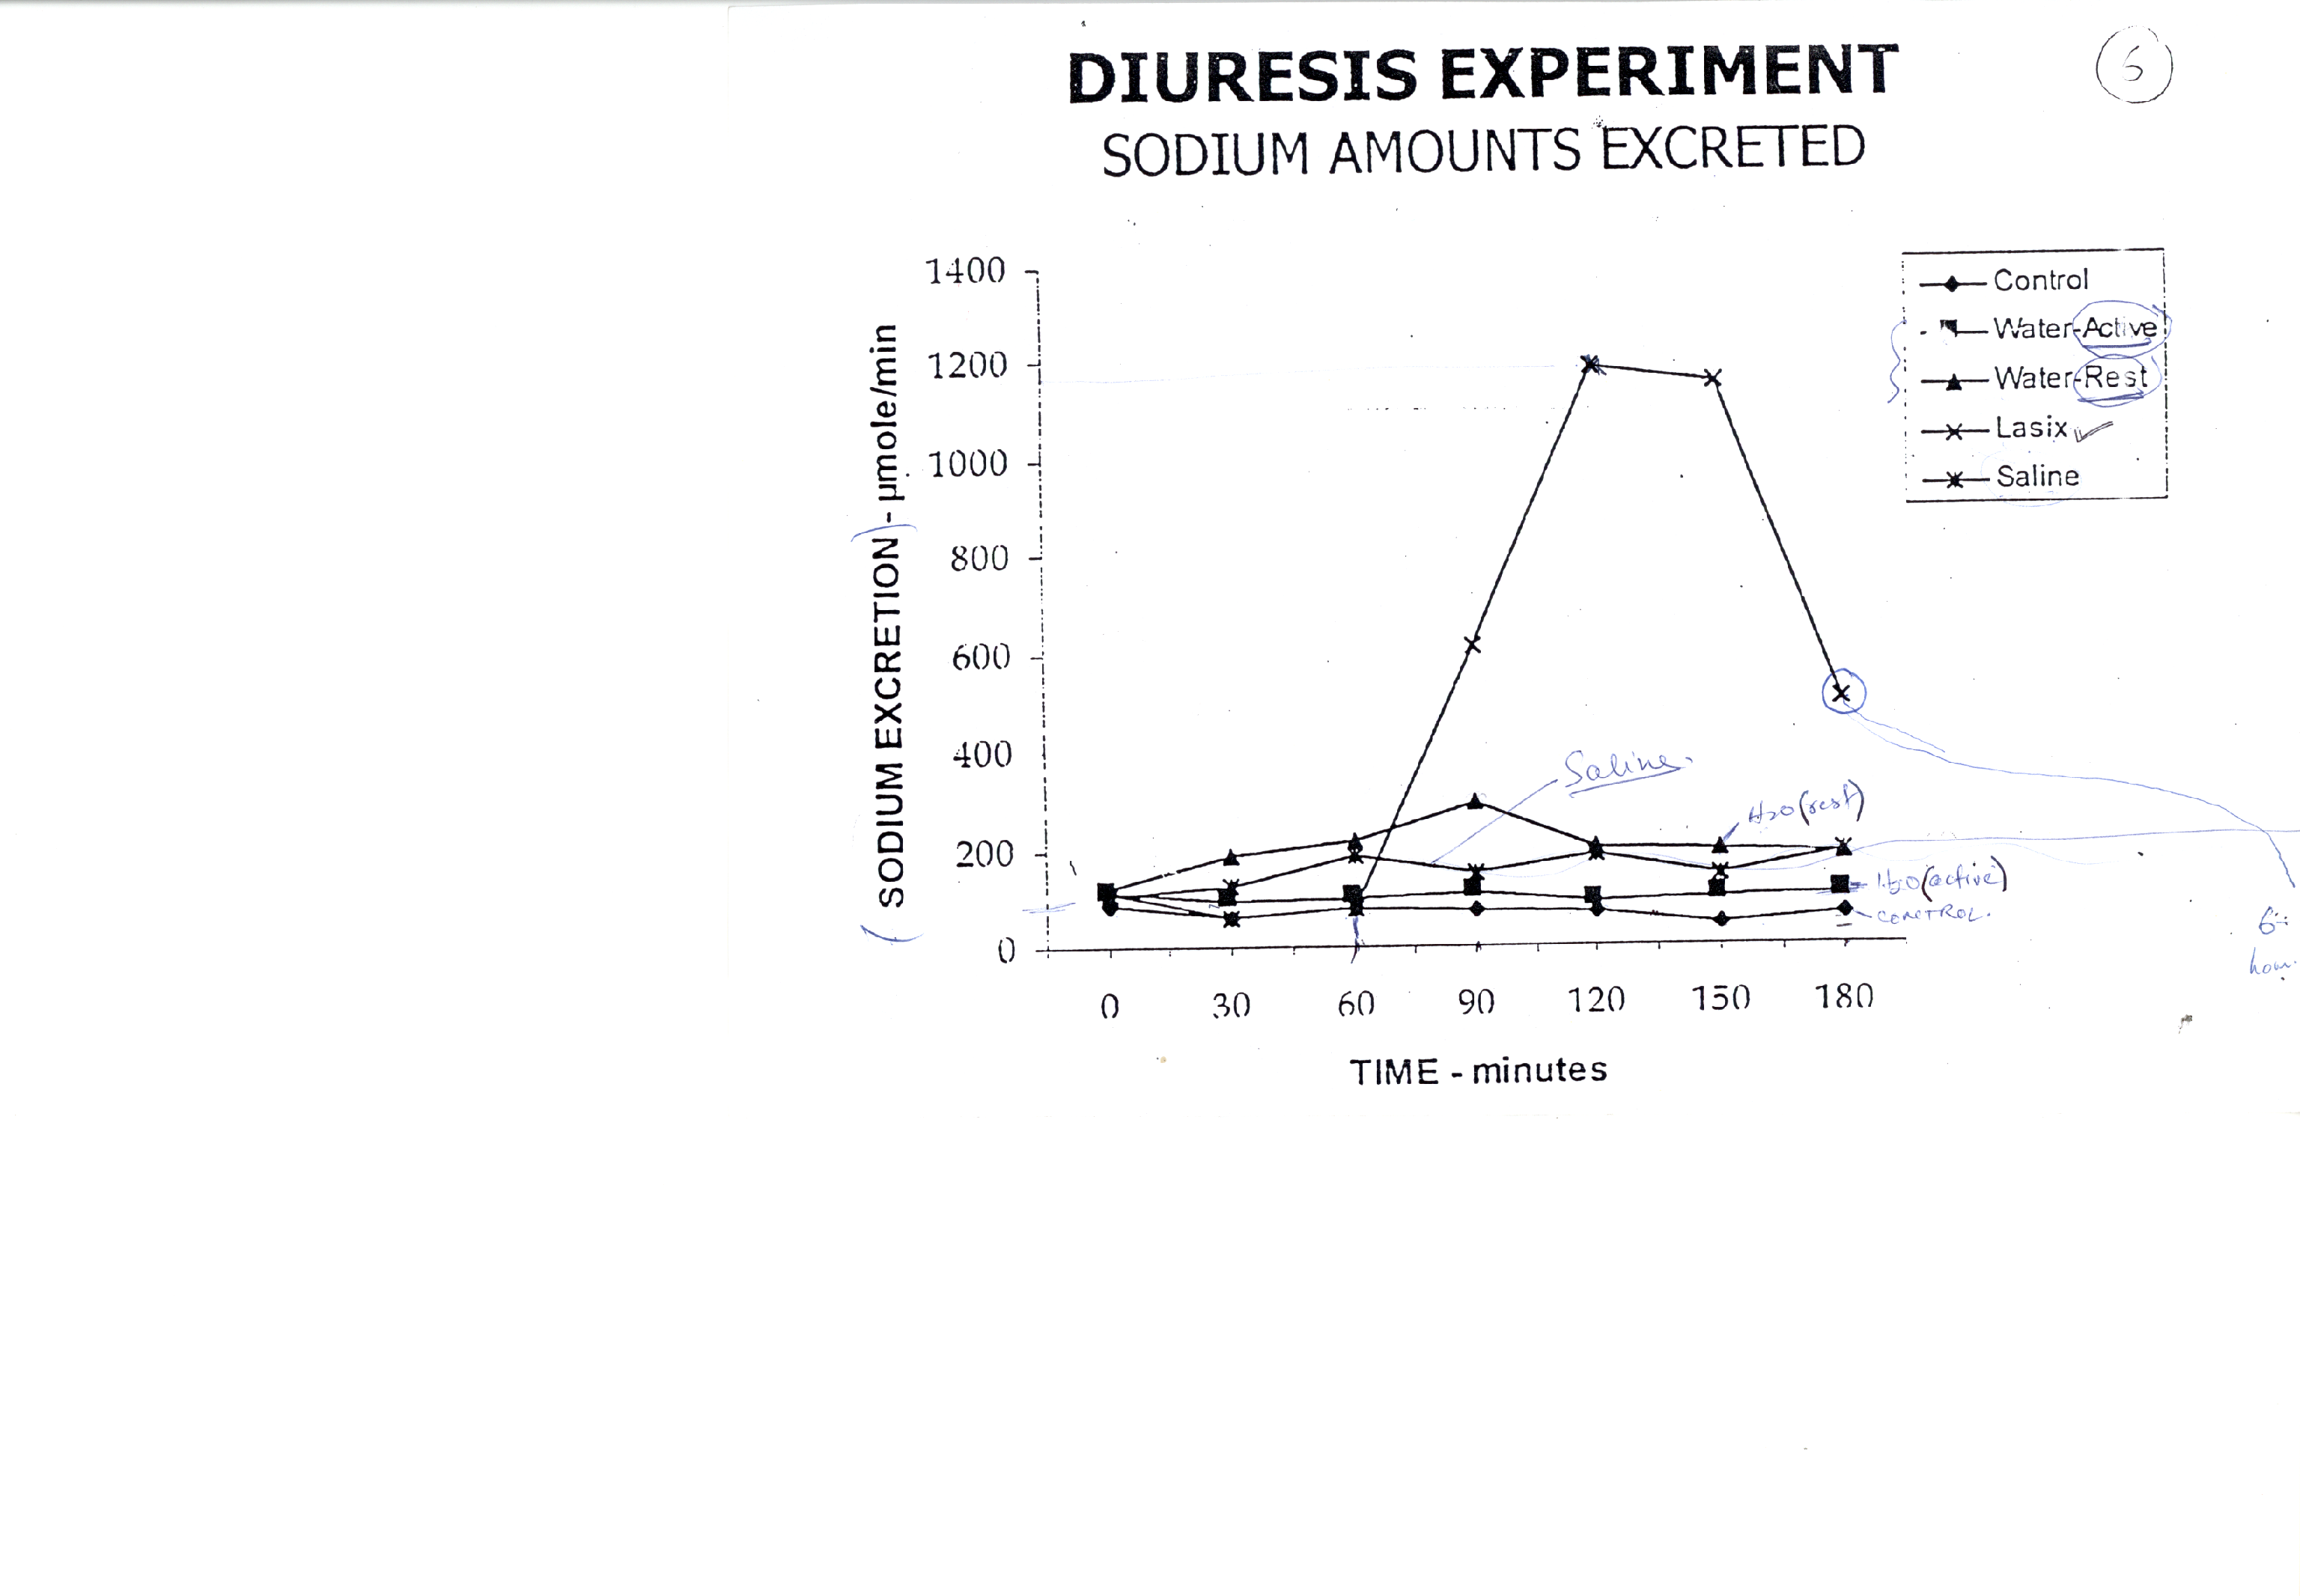 DIURESIS EXPERIMENT
SODIUM AMOUNTS EXCRETED
SODIUM EXCRETION - µmole/min
1400
1200
1000
800
600
400
200
0
Control
Water-Active
Water-Rest
Lasix
Saline
Saline
H2O (rest)
H2O (active)
CONTROL.
0 30 60 90 120 150 180
TIME - minutes